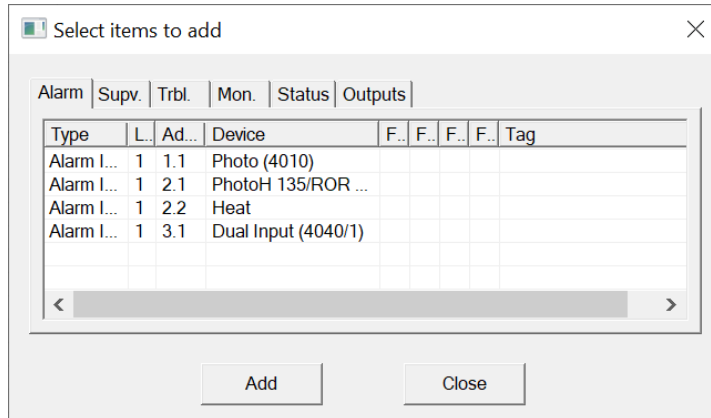 Select items to add
Alarm Supv. Trbl. Mon. Status Outputs
Type L.. Ad... Device F.. F.. F.. F.. Tag
Alarm I... 1 1.1 Photo (4010)
Alarm I... 1 2.1 PhotoH 135/ROR ...
Alarm I... 1 2.2 Heat
Alarm I... 1 3.1 Dual Input (4040/1)
Add Close